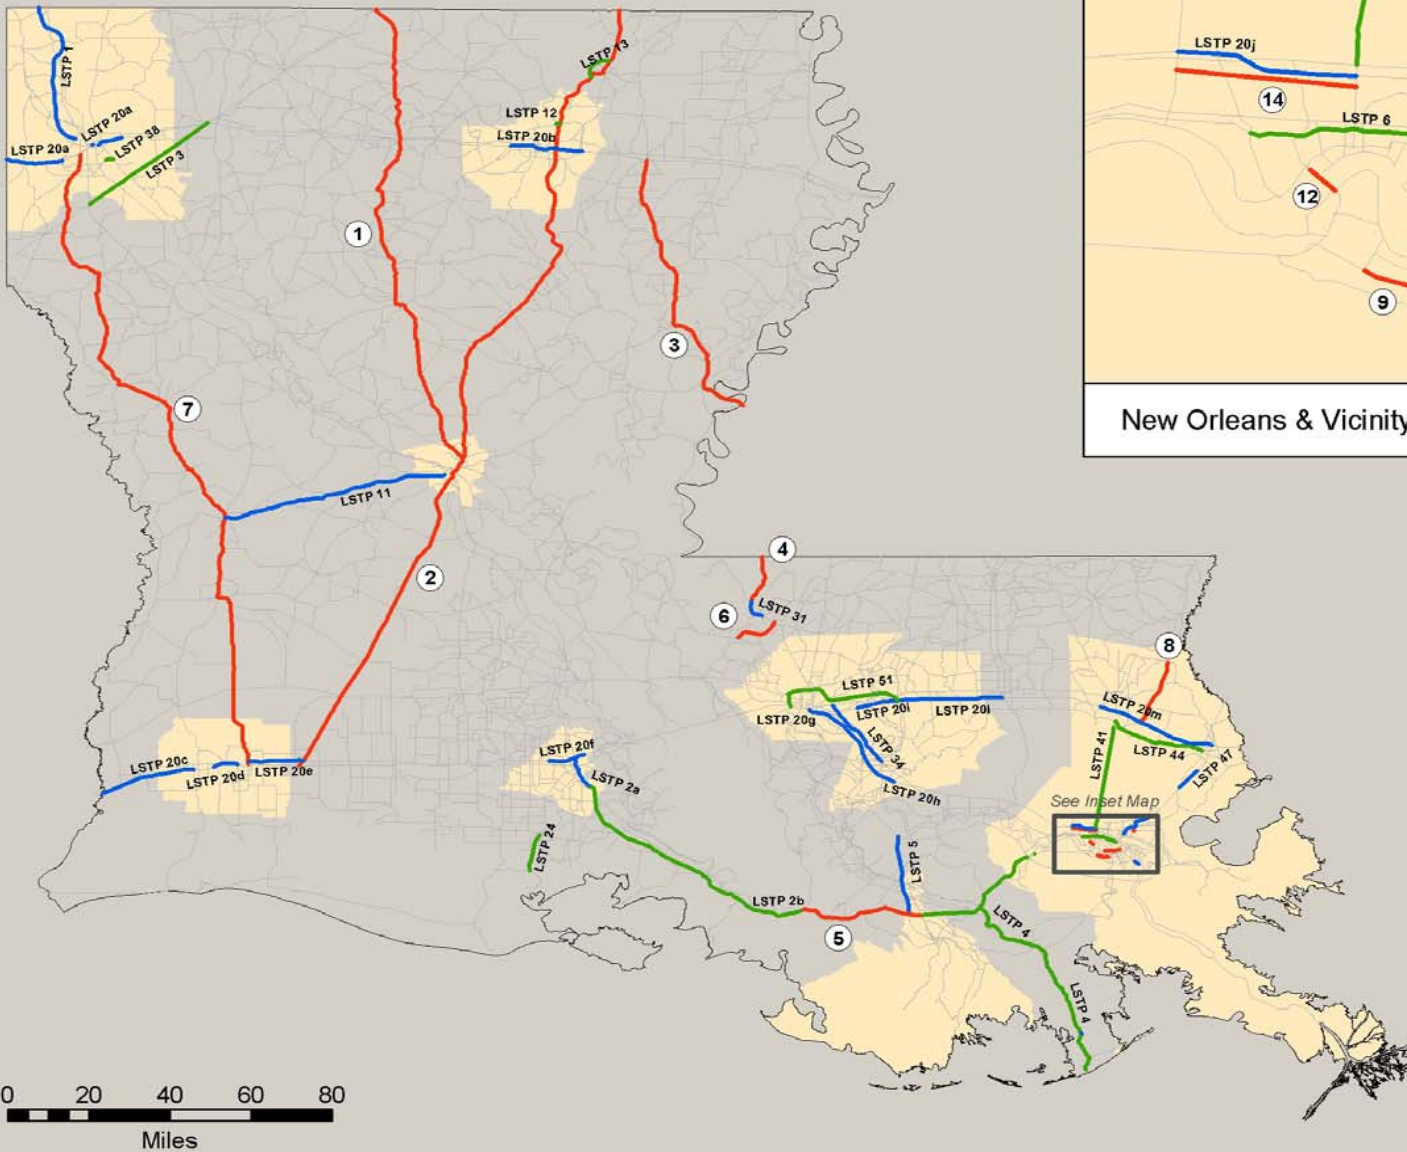 LSTP 1
LSTP 20a
LSTP 20a
LSTP 38
LSTP 3
LSTP 13
LSTP 12
LSTP 20b
1
3
7
LSTP 11
2
4
6
LSTP 31
8
LSTP 51
LSTP 20g
LSTP 20i
LSTP 20i
LSTP 34
LSTP 20h
LSTP 20m
LSTP 41
LSTP 44
LSTP 47
See Inset Map
LSTP 20c
LSTP 20d
LSTP 20e
LSTP 20f
LSTP 2a
LSTP 24
LSTP 2b
5
LSTP 5
LSTP 4
LSTP 4
0 20 40 60 80
Miles
LSTP 20j
14
LSTP 6
12
9
New Orleans & Vicinity